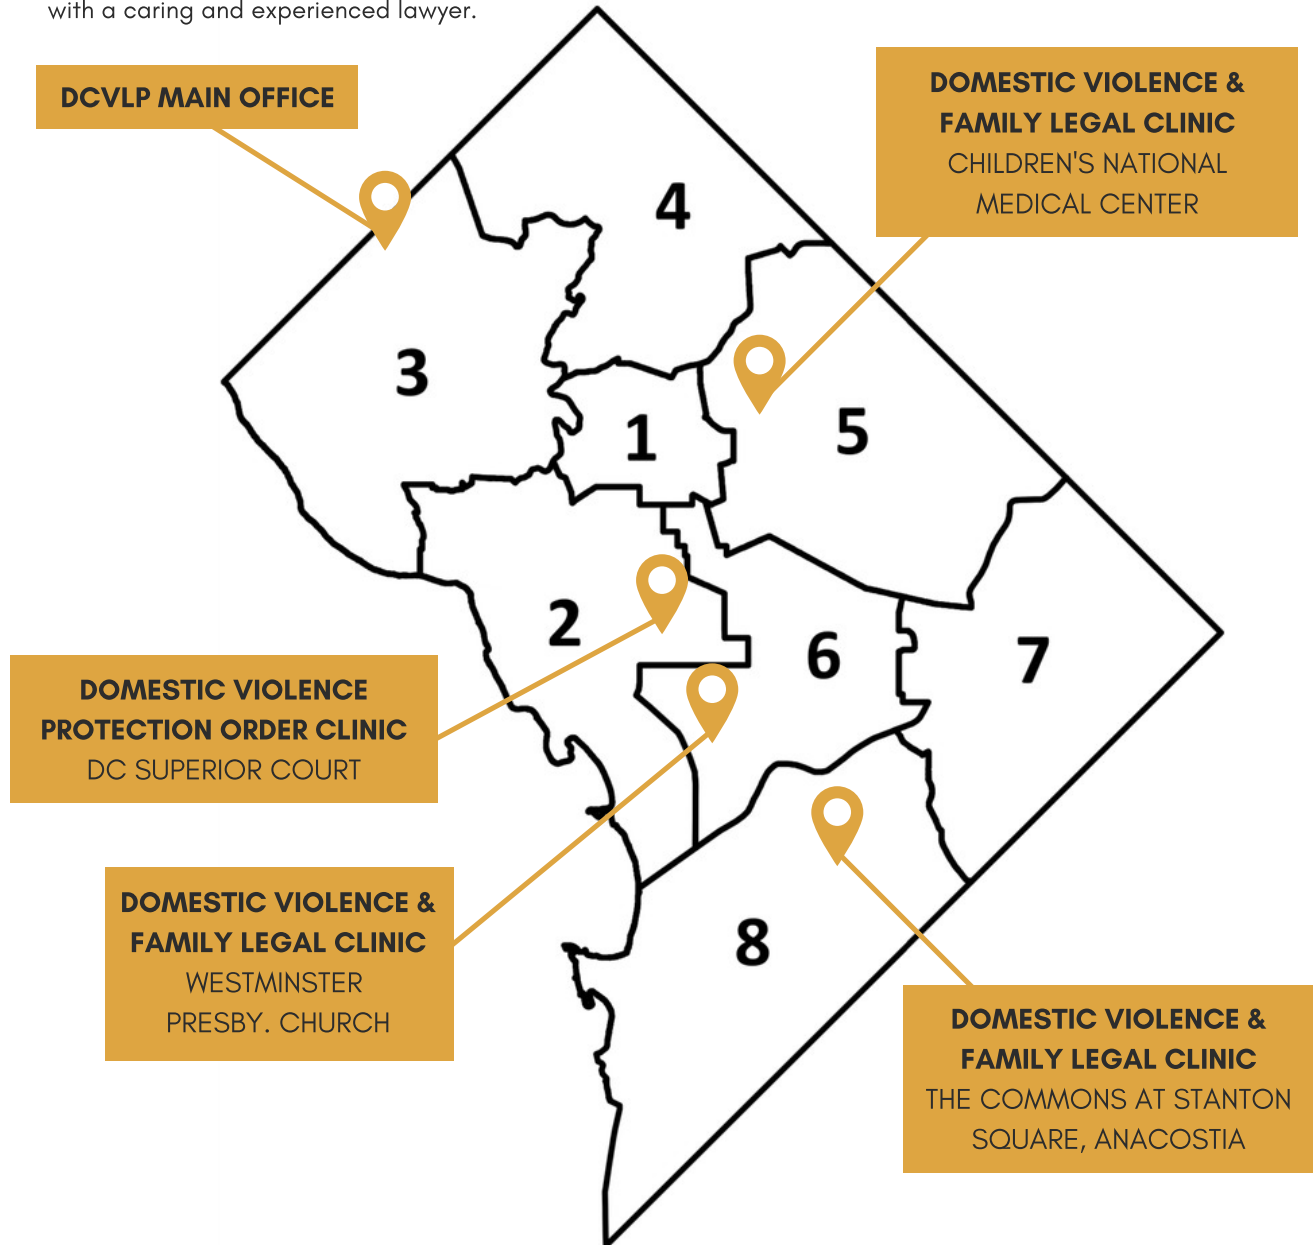 with a caring and experienced lawyer.
DCVLP MAIN OFFICE
DOMESTIC VIOLENCE &
FAMILY LEGAL CLINIC
CHILDREN'S NATIONAL
MEDICAL CENTER
4
3
1
5
2
6
7
DOMESTIC VIOLENCE
PROTECTION ORDER CLINIC
DC SUPERIOR COURT
DOMESTIC VIOLENCE &
FAMILY LEGAL CLINIC
WESTMINSTER
PRESBY. CHURCH
8
DOMESTIC VIOLENCE &
FAMILY LEGAL CLINIC
THE COMMONS AT STANTON
SQUARE, ANACOSTIA